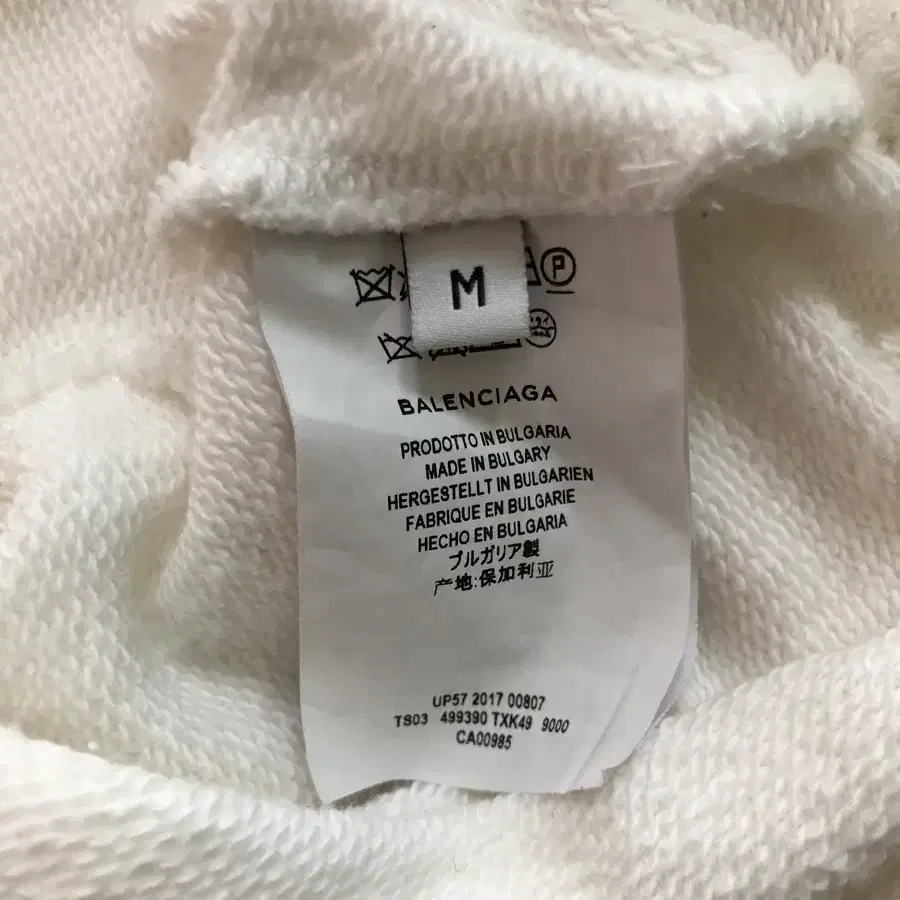 M
P
BALENCIAGA
PRODOTTO IN BULGARIA
MADE IN BULGARY
HERGESTELLT IN BULGARIEN
FABRIQUE EN BULGARIE
HECHO EN BULGARIA
ブルガリア製
产地:保加利亚
UP57 2017 00807
TS03 499390 TXK49 9000
CA00985